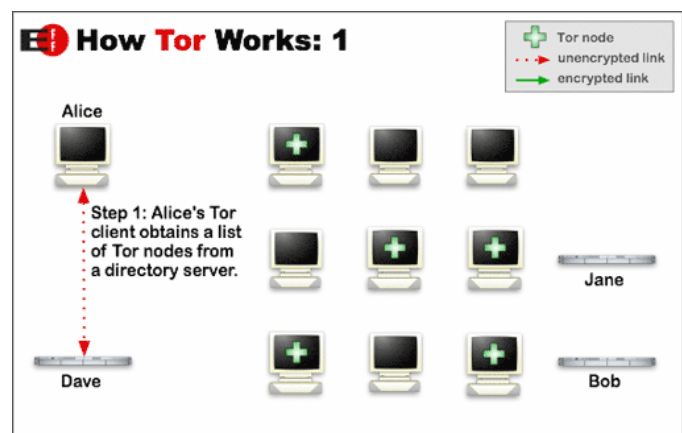 EFF How Tor Works: 1
Tor node
unencrypted link
encrypted link
Alice
Step 1: Alice's Tor
client obtains a list
of Tor nodes from
a directory server.
Jane
Dave
Bob